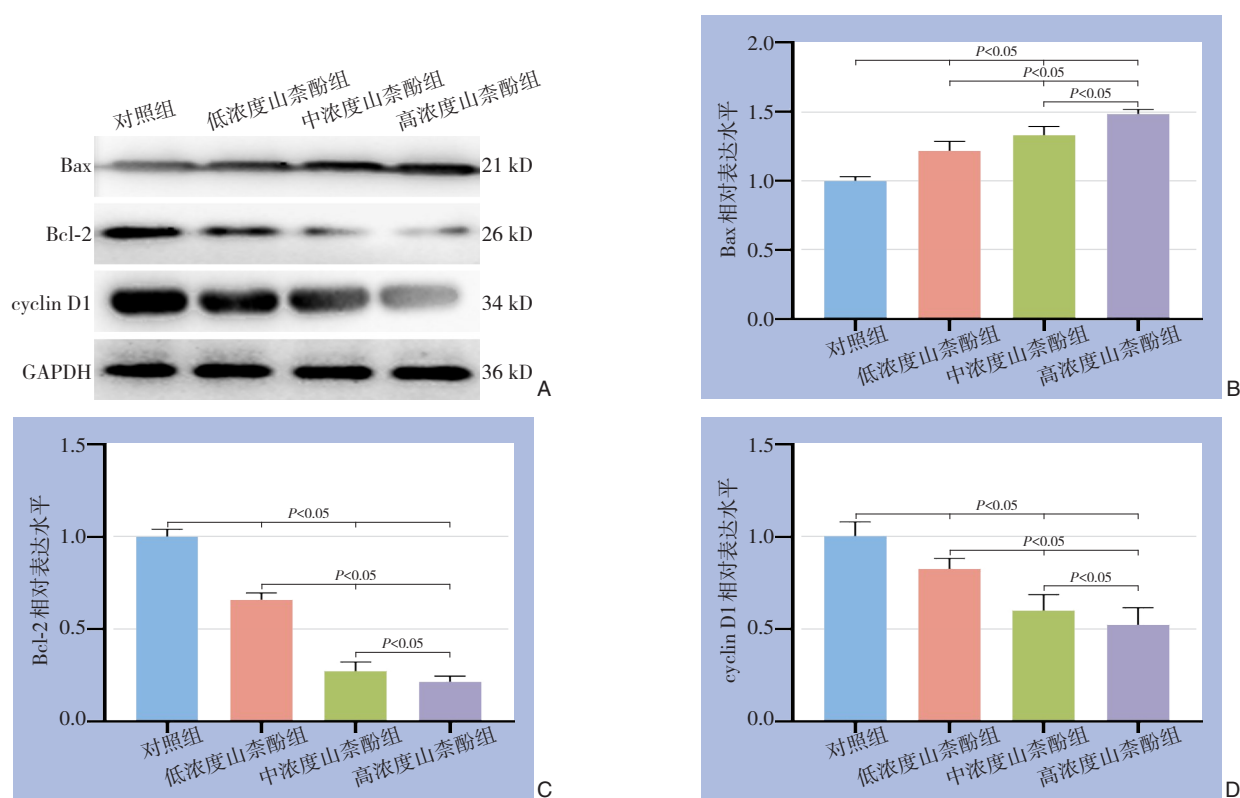 对照组 低浓度山柰酚组 中浓度山柰酚组 高浓度山柰酚组
Bax 21 kD
Bcl-2 26 kD
cyclin D1 34 kD
GAPDH 36 kD
A
Bax 相对表达水平
2.0
1.5
1.0
0.5
0.0
P<0.05
P<0.05
P<0.05
对照组 低浓度山柰酚组 中浓度山柰酚组 高浓度山柰酚组
B
Bcl-2 相对表达水平
1.5
1.0
0.5
0.0
P<0.05
P<0.05
P<0.05
对照组 低浓度山柰酚组 中浓度山柰酚组 高浓度山柰酚组
C
cyclin D1 相对表达水平
1.5
1.0
0.5
0.0
P<0.05
P<0.05
P<0.05
对照组 低浓度山柰酚组 中浓度山柰酚组 高浓度山柰酚组
D